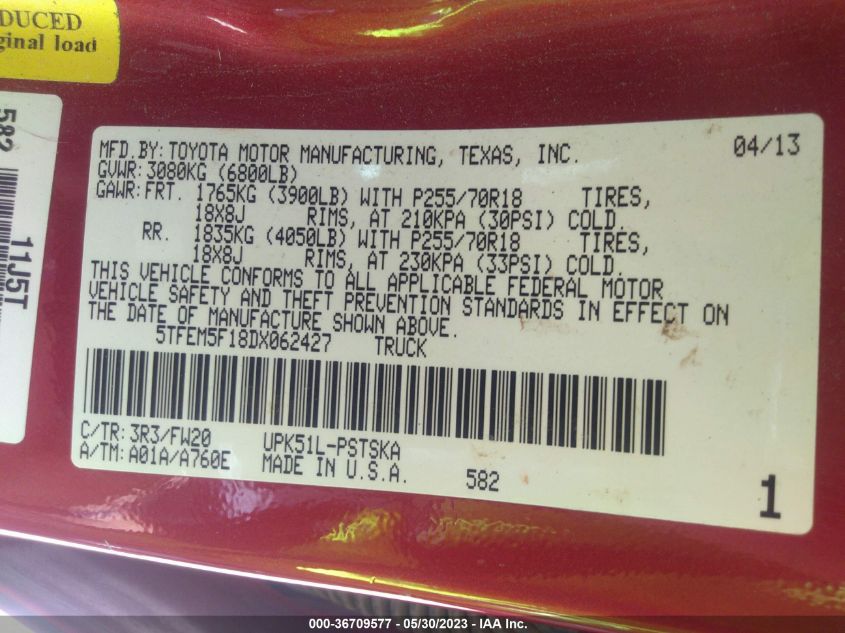 DUCED
ginal load
582
11J5T
MFD.BY: TOYOTA MOTOR MANUFACTURING, TEXAS, INC. 04/13
GVWR: 3080KG (6800LB)
GAWR: FRT. 1765KG (3900LB) WITH P255/70R18 TIRES,
18X8J RIMS, AT 210KPA (30PSI) COLD.
RR. 1835KG (4050LB) WITH P255/70R18 TIRES,
18X8J RIMS, AT 230KPA (33PSI) COLD.
THIS VEHICLE CONFORMS TO ALL APPLICABLE FEDERAL MOTOR
VEHICLE SAFETY AND THEFT PREVENTION STANDARDS IN EFFECT ON
THE DATE OF MANUFACTURE SHOWN ABOVE.
5TFEM5F18DX062427 TRUCK
C/TR: 3R3/FW20 UPK51L-PSTSKA
A/TM: A01A/A760E MADE IN U.S.A. 582
1
000-36709577 - 05/30/2023 - IAA Inc.